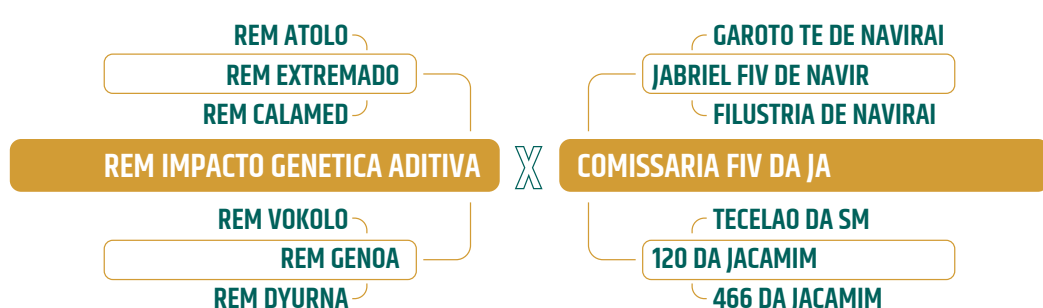 REM ATOLO
REM EXTREMADO
REM CALAMED
REM IMPACTO GENETICA ADITIVA
REM VOKOLO
REM GENOA
REM DYURNA
X
GAROTO TE DE NAVIRAI
JABRIEL FIV DE NAVIR
FILUSTRIA DE NAVIRAI
COMISSARIA FIV DA JA
TECELAO DA SM
120 DA JACAMIM
466 DA JACAMIM